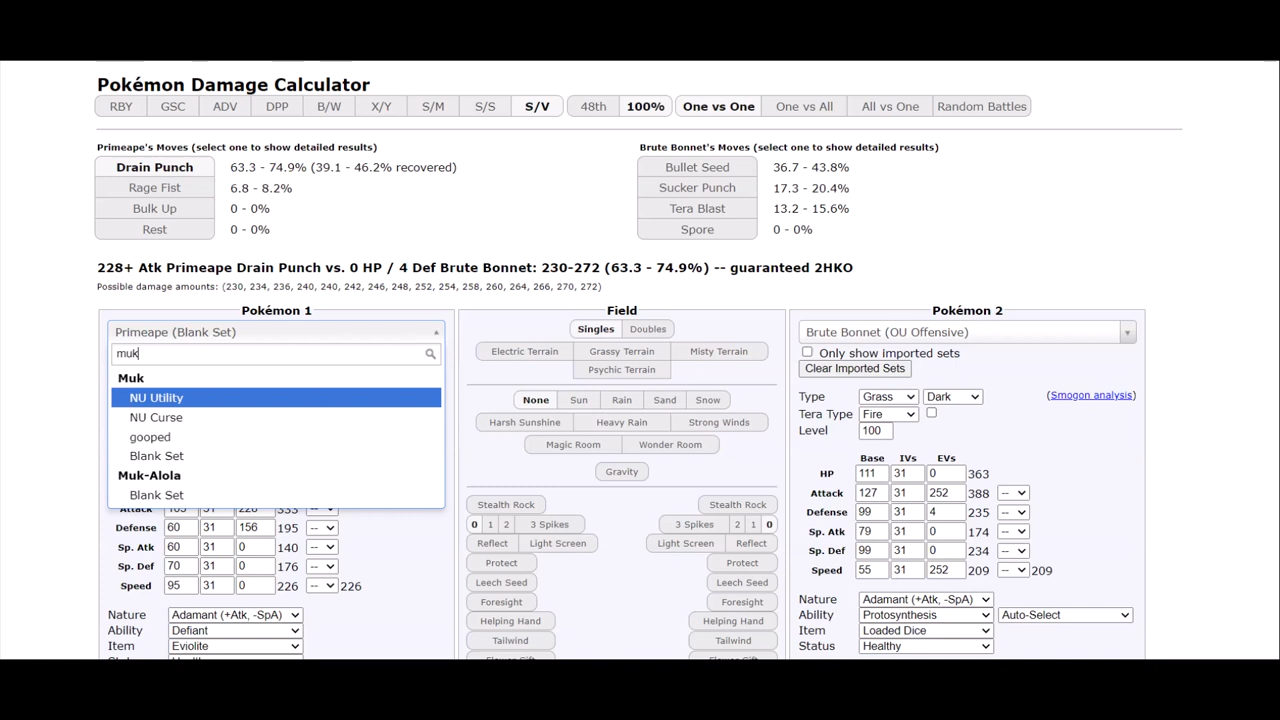 Pokémon Damage Calculator
RBY GSC ADV DPP B/W X/Y S/M S/S S/V 48th 100% One vs One One vs All All vs One Random Battles
Primeape's Moves (select one to show detailed results)
Drain Punch 63.3 - 74.9% (39.1 - 46.2% recovered)
Rage Fist 6.8 - 8.2%
Bulk Up 0 - 0%
Rest 0 - 0%
Brute Bonnet's Moves (select one to show detailed results)
Bullet Seed 36.7 - 43.8%
Sucker Punch 17.3 - 20.4%
Tera Blast 13.2 - 15.6%
Spore 0 - 0%
228+ Atk Primeape Drain Punch vs. 0 HP / 4 Def Brute Bonnet: 230-272 (63.3 - 74.9%) -- guaranteed 2HKO
Possible damage amounts: (230, 234, 236, 240, 240, 242, 246, 248, 252, 254, 258, 260, 264, 266, 270, 272)
Pokémon 1
Primeape (Blank Set)
muk
Muk
NU Utility
NU Curse
gooped
Blank Set
Muk-Alola
Blank Set
Defense 60 31 156 195 --
Sp. Atk 60 31 0 140 --
Sp. Def 70 31 0 176 --
Speed 95 31 0 226 -- 226
Nature Adamant (+Atk, -SpA)
Ability Defiant
Item Eviolite
Field
Singles Doubles
Electric Terrain Grassy Terrain Misty Terrain
Psychic Terrain
None Sun Rain Sand Snow
Harsh Sunshine Heavy Rain Strong Winds
Magic Room Wonder Room
Gravity
Stealth Rock Stealth Rock
0 1 2 3 Spikes 3 Spikes 2 1 0
Reflect Light Screen Light Screen Reflect
Protect Protect
Leech Seed Leech Seed
Foresight Foresight
Helping Hand Helping Hand
Tailwind Tailwind
Pokémon 2
Brute Bonnet (OU Offensive)
Only show imported sets
Clear Imported Sets
Type Grass Dark (Smogon analysis)
Tera Type Fire
Level 100
Base IVs EVs
HP 111 31 0 363
Attack 127 31 252 388 --
Defense 99 31 4 235 --
Sp. Atk 79 31 0 174 --
Sp. Def 99 31 0 234 --
Speed 55 31 252 209 -- 209
Nature Adamant (+Atk, -SpA)
Ability Protosynthesis Auto-Select
Item Loaded Dice
Status Healthy